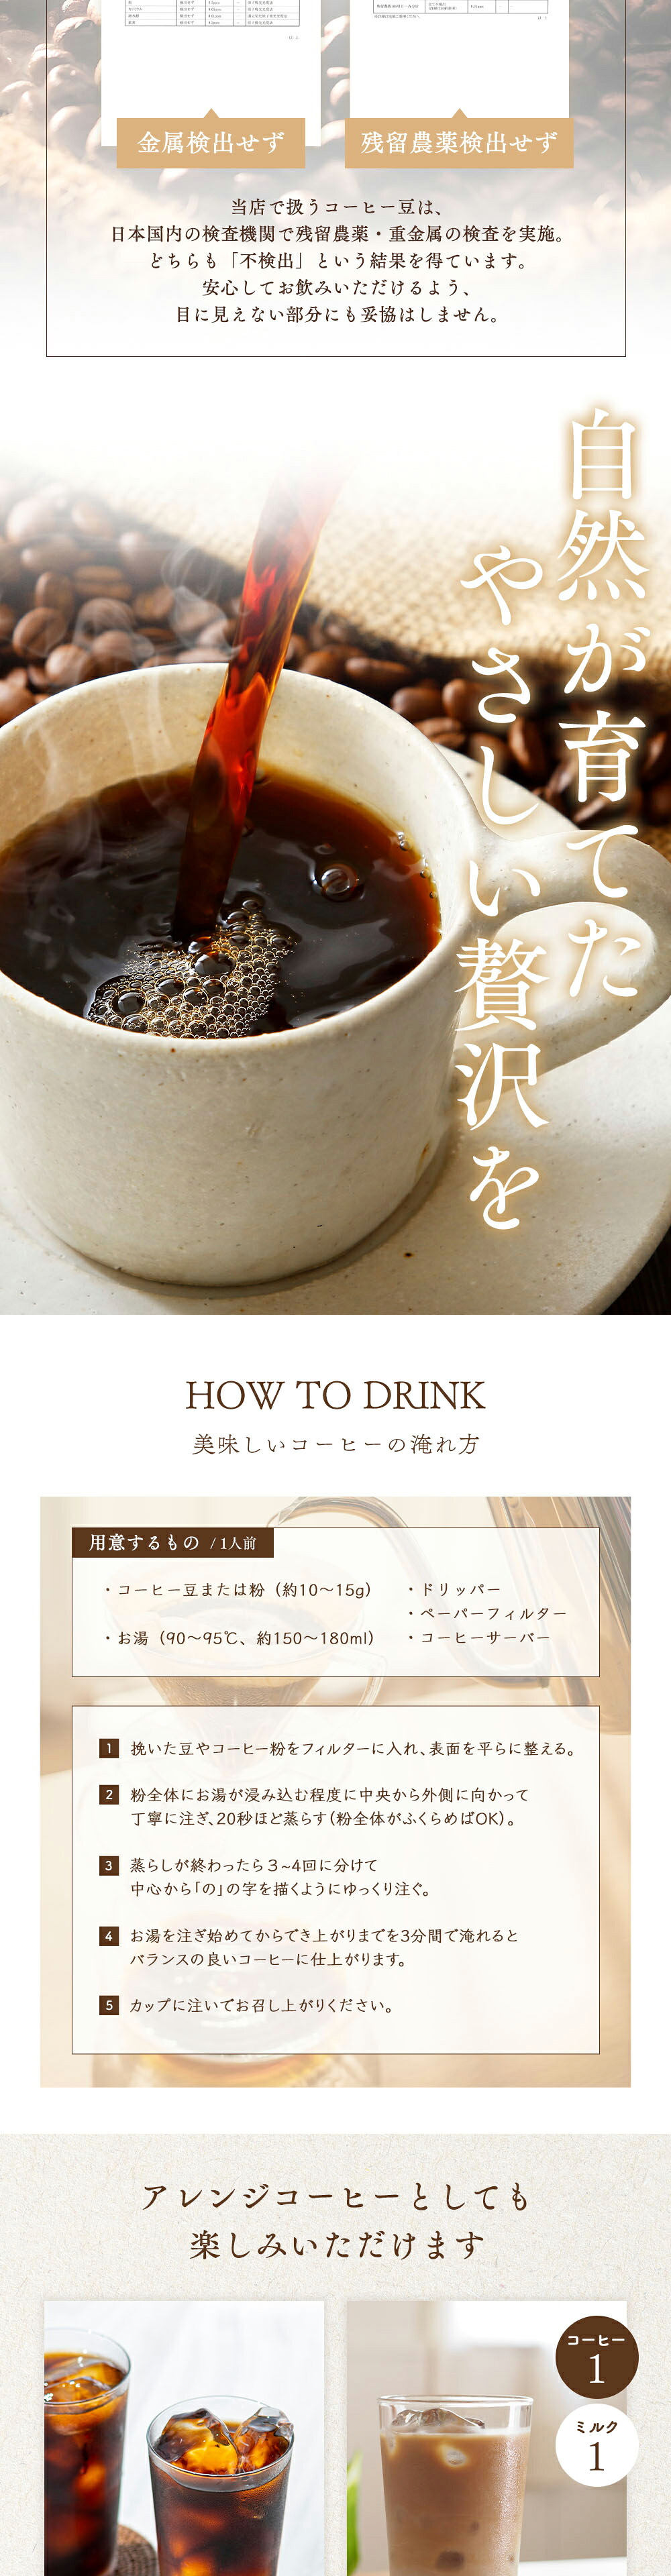 金属検出せず
残留農薬検出せず
当店で扱うコーヒー豆は、
日本国内の検査機関で残留農薬・重金属の検査を実施。
どちらも「不検出」という結果を得ています。
安心してお飲みいただけるよう、
目に見えない部分にも妥協はしません。
自然が育てた
やさしい贅沢を
HOW TO DRINK
美味しいコーヒーの淹れ方
用意するもの / 1人前
・コーヒー豆または粉（約10〜15g）
・お湯（90〜95℃、約150〜180ml）
・ドリッパー
・ペーパーフィルター
・コーヒーサーバー
1 挽いた豆やコーヒー粉をフィルターに入れ、表面を平らに整える。
2 粉全体にお湯が浸み込む程度に中央から外側に向かって
丁寧に注ぎ、20秒ほど蒸らす（粉全体がふくらめばOK）。
3 蒸らしが終わったら３~4回に分けて
中心から「の」の字を描くようにゆっくり注ぐ。
4 お湯を注ぎ始めてからでき上がりまでを3分間で淹れると
バランスの良いコーヒーに仕上がります。
5 カップに注いでお召し上がりください。
アレンジコーヒーとしても
楽しみいただけます
コーヒー
1
ミルク
1